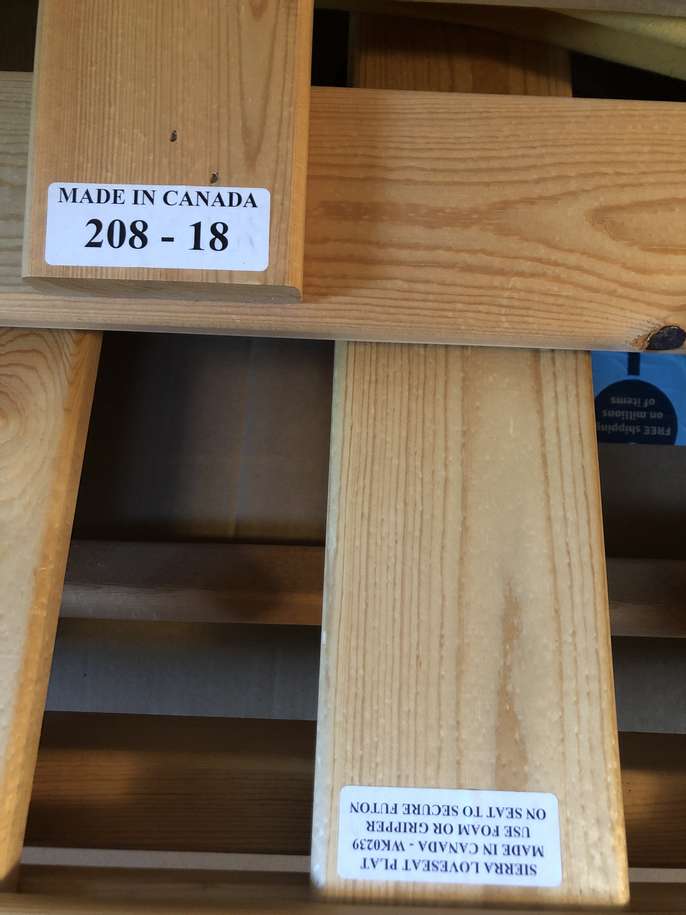 MADE IN CANADA
208 - 18
FREE shipping
on millions
of items
SIERRA LOVESEAT PLAT
MADE IN CANADA - WK0239
USE FOAM OR GRIPPER
ON SEAT TO SECURE FUTON